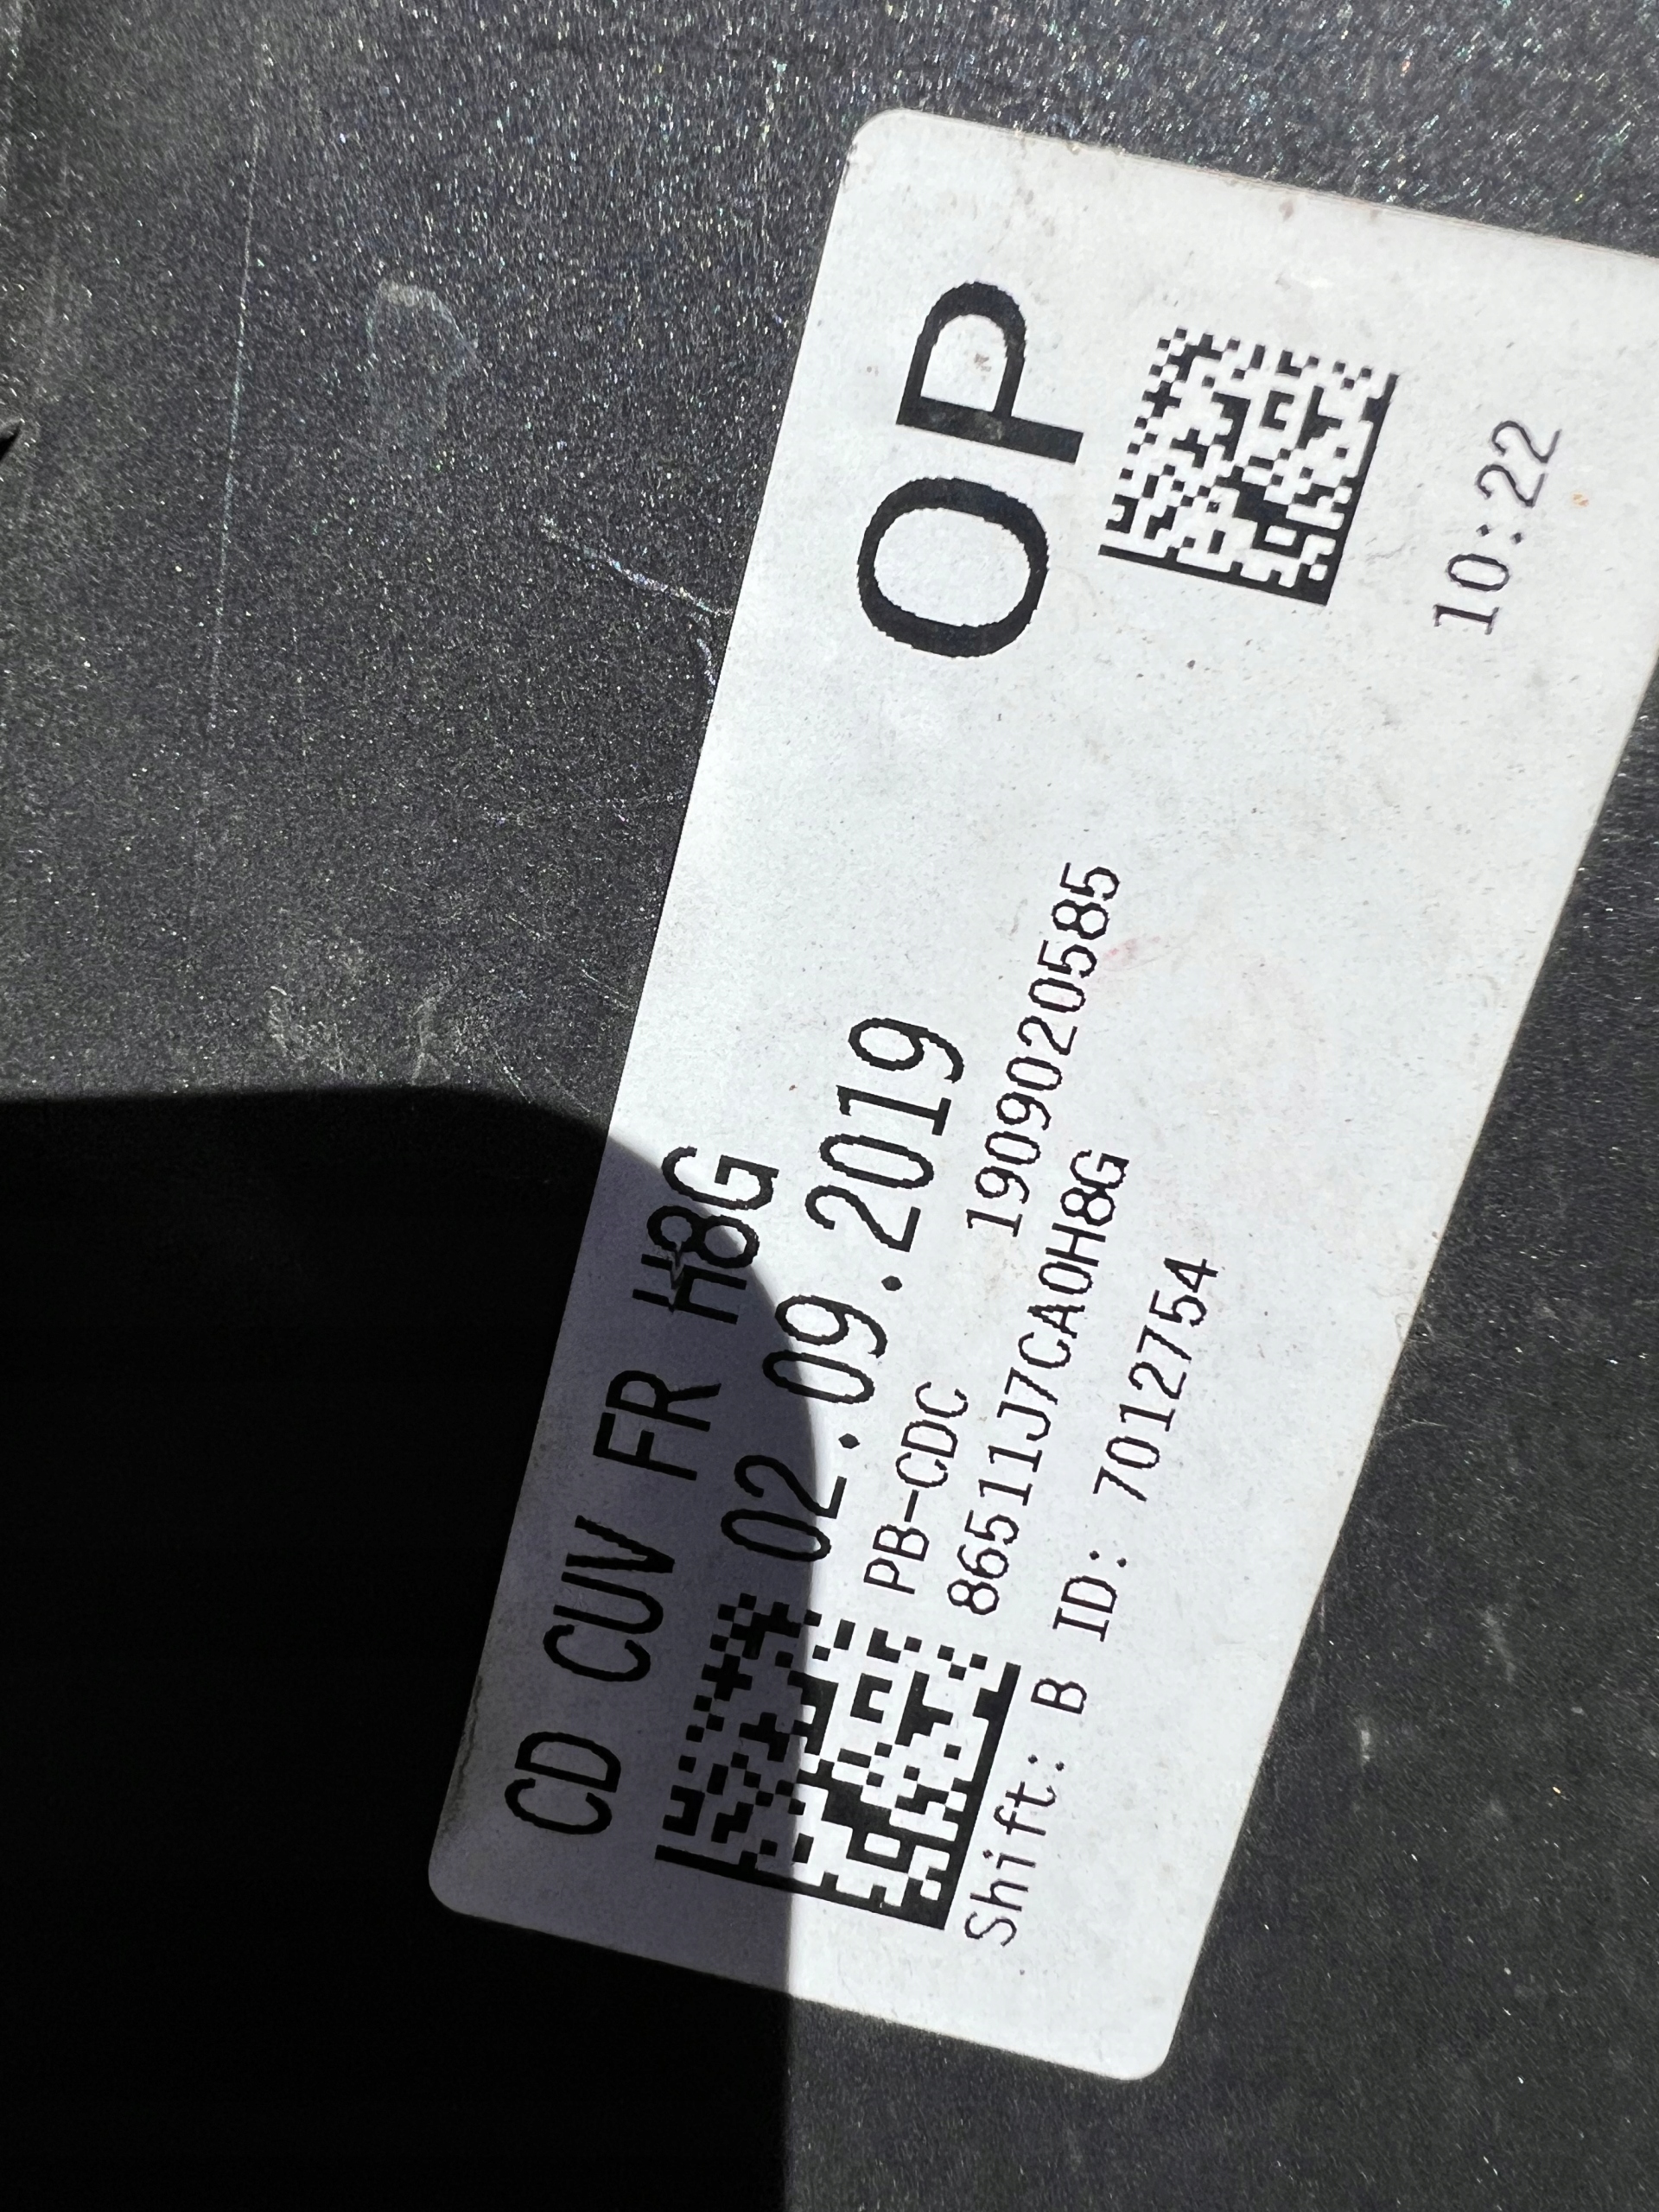 CD CUV FR H8G
OP
02.09.2019
PB-CDC 1909020585
86511J7CA0H8G
Shift: B ID: 7012754
10:22